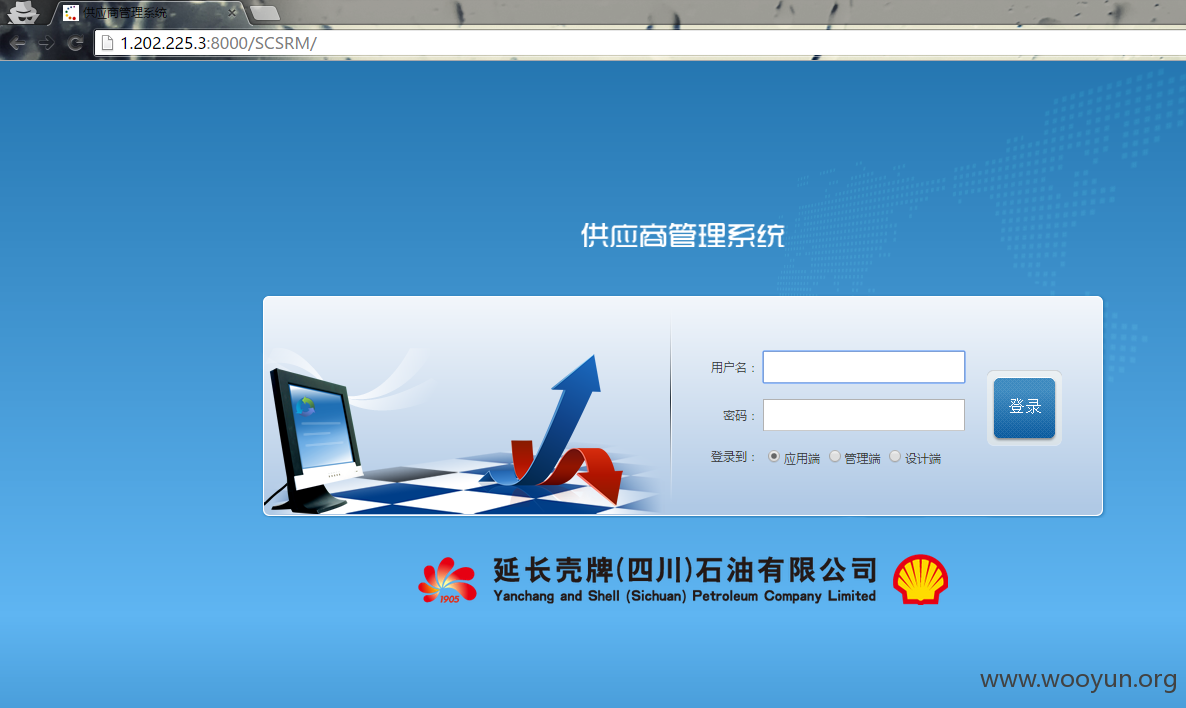 供应商管理系统
1.202.225.3:8000/SCSRM/
供应商管理系统
用户名：
密码：
登录
登录到： 应用端 管理端 设计端
延长壳牌(四川)石油有限公司
Yanchang and Shell (Sichuan) Petroleum Company Limited
1905
www.wooyun.org